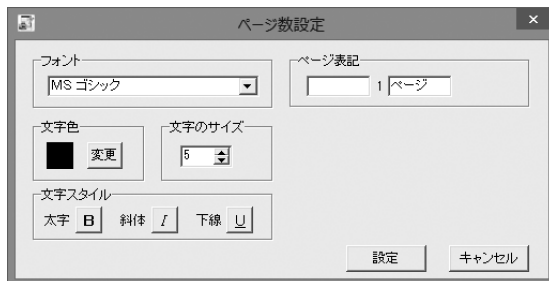 ページ数設定
×
フォント
MS ゴシック
ページ表記
1 ページ
文字色
変更
文字のサイズ
5
文字スタイル
太字 B 斜体 I 下線 U
設定 キャンセル